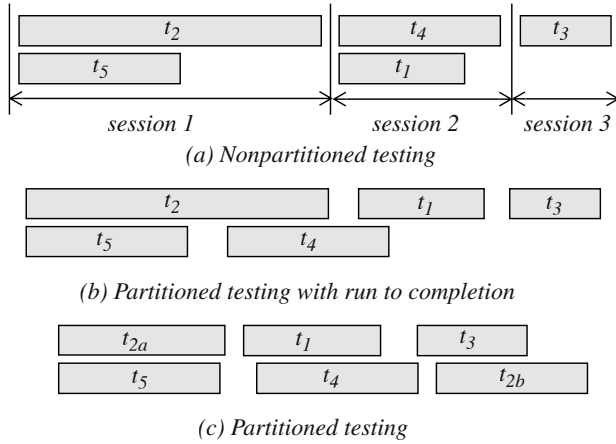 t2 t4 t3
t5 t1
session 1 session 2 session 3
(a) Nonpartitioned testing
t2 t1 t3
t5 t4
(b) Partitioned testing with run to completion
t2a t1 t3
t5 t4 t2b
(c) Partitioned testing